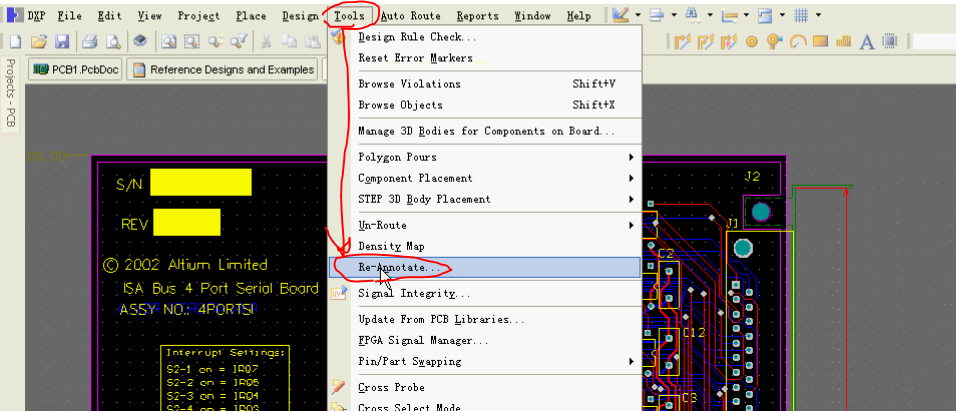 DXP File Edit View Project Place Design Tools Auto Route Reports Window Help
PCB1.PcbDoc Reference Designs and Examples
Projects - PCB
Design Rule Check...
Reset Error Markers
Browse Violations Shift+V
Browse Objects Shift+X
Manage 3D Bodies for Components on Board...
Polygon Pours
Component Placement
STEP 3D Body Placement
Un-Route
Density Map
Re-Annotate...
Signal Integrity...
Update From PCB Libraries...
FPGA Signal Manager...
Pin/Part Swapping
Cross Probe
Cross Select Mode
S/N
REV
© 2002 Altium Limited
ISA Bus 4 Port Serial Board
ASSY NO.: 4PORTSI
Interrupt Settings:
S2-1 on = IRQ7
S2-2 on = IRQ5
S2-3 on = IRQ4
S2-4 on = IRQ3
J2
J1
C2
C12
C3